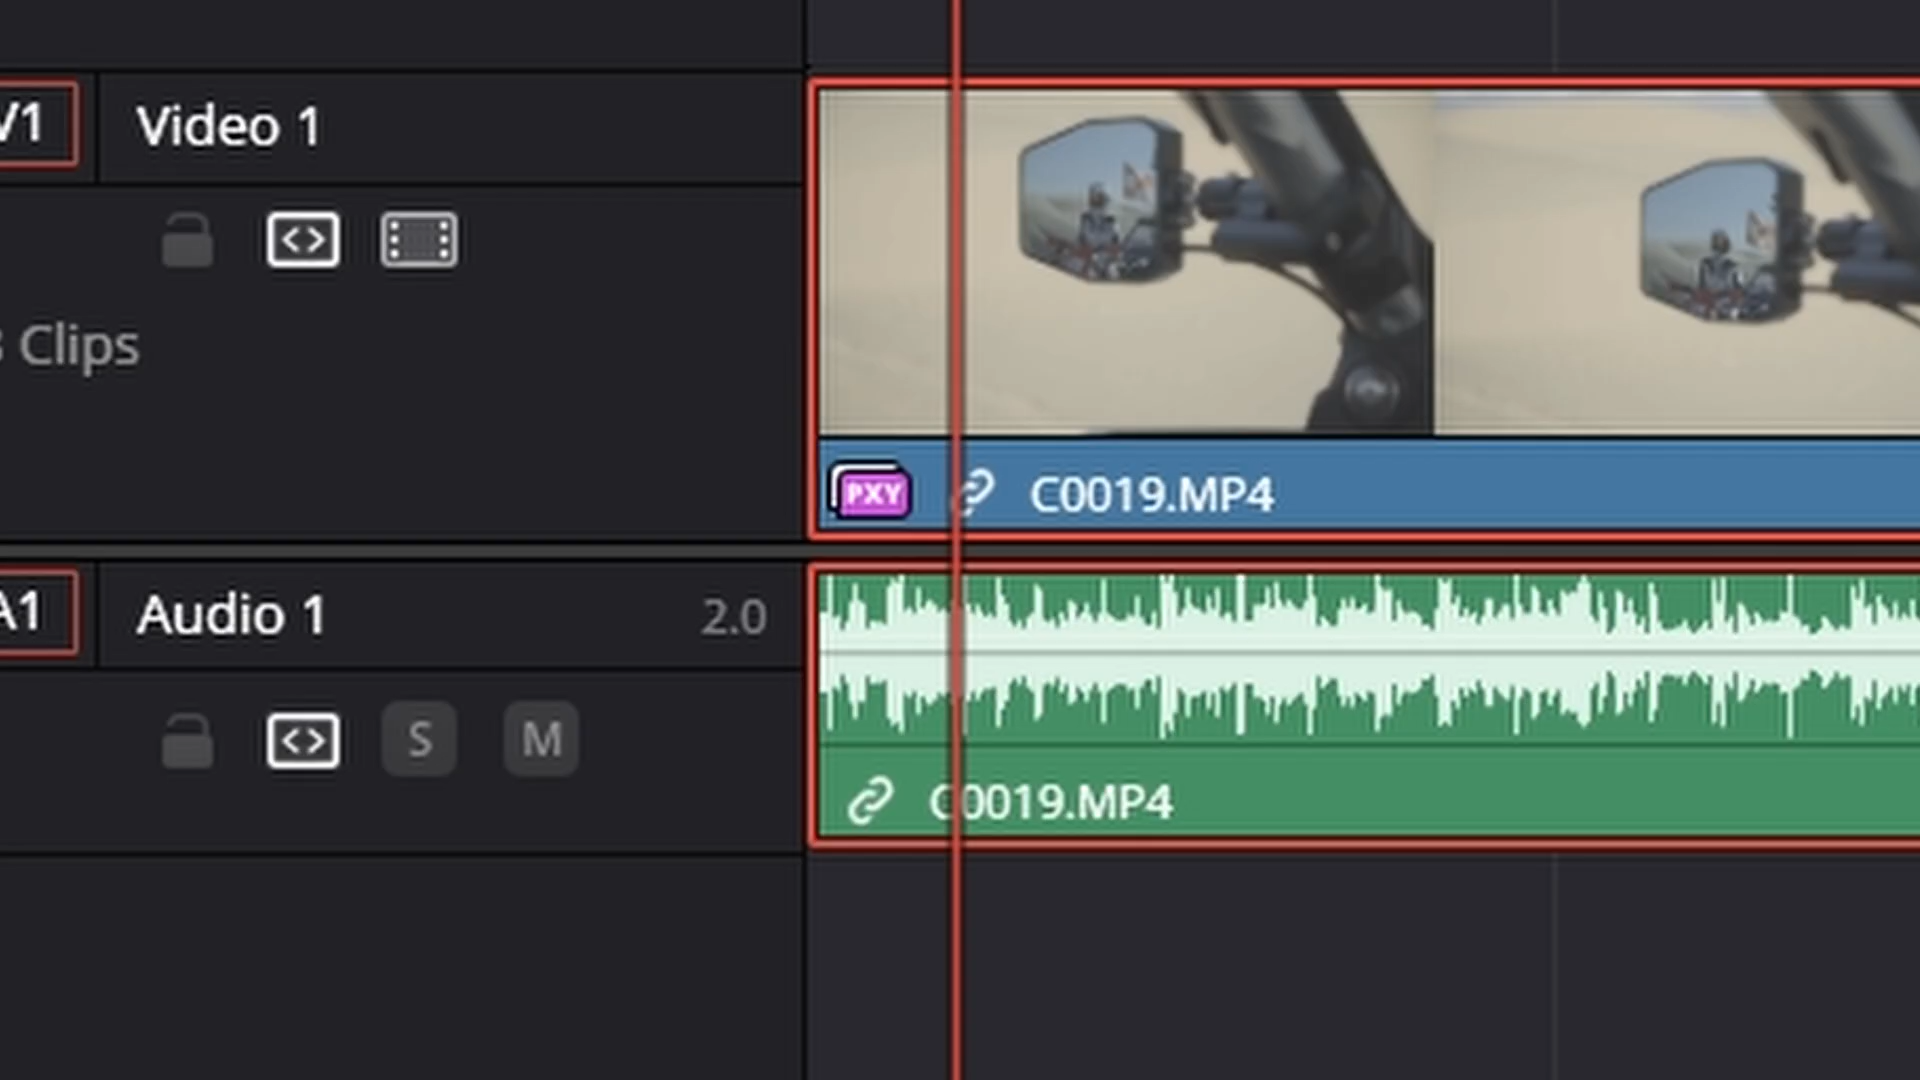 V1
Video 1
Clips
PXY
C0019.MP4
A1
Audio 1
2.0
S
M
C0019.MP4